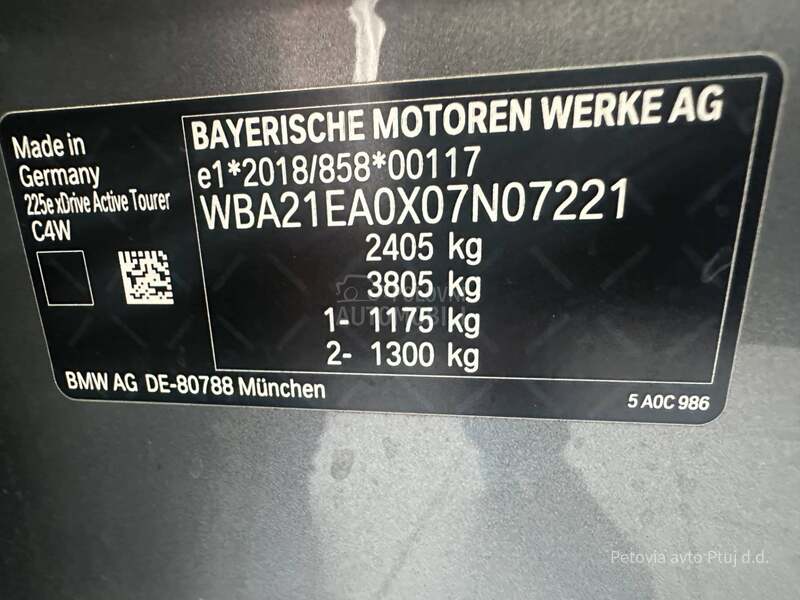 Made in
Germany
225e xDrive Active Tourer
C4W
BAYERISCHE MOTOREN WERKE AG
e1*2018/858*00117
WBA21EA0X07N07221
2405 kg
3805 kg
1- 1175 kg
2- 1300 kg
BMW AG DE-80788 München
5 A0C 986
POLOVNI
AUTOMOBILI
Petovia avto Ptuj d.d.